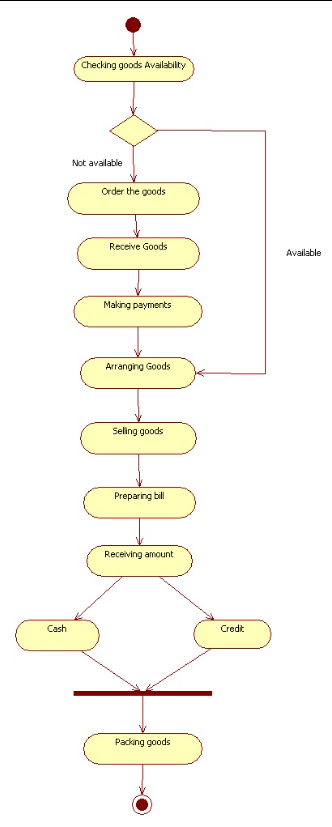 Checking goods Availability
Not available
Order the goods
Receive Goods
Available
Making payments
Arranging Goods
Selling goods
Preparing bill
Receiving amount
Cash
Credit
Packing goods